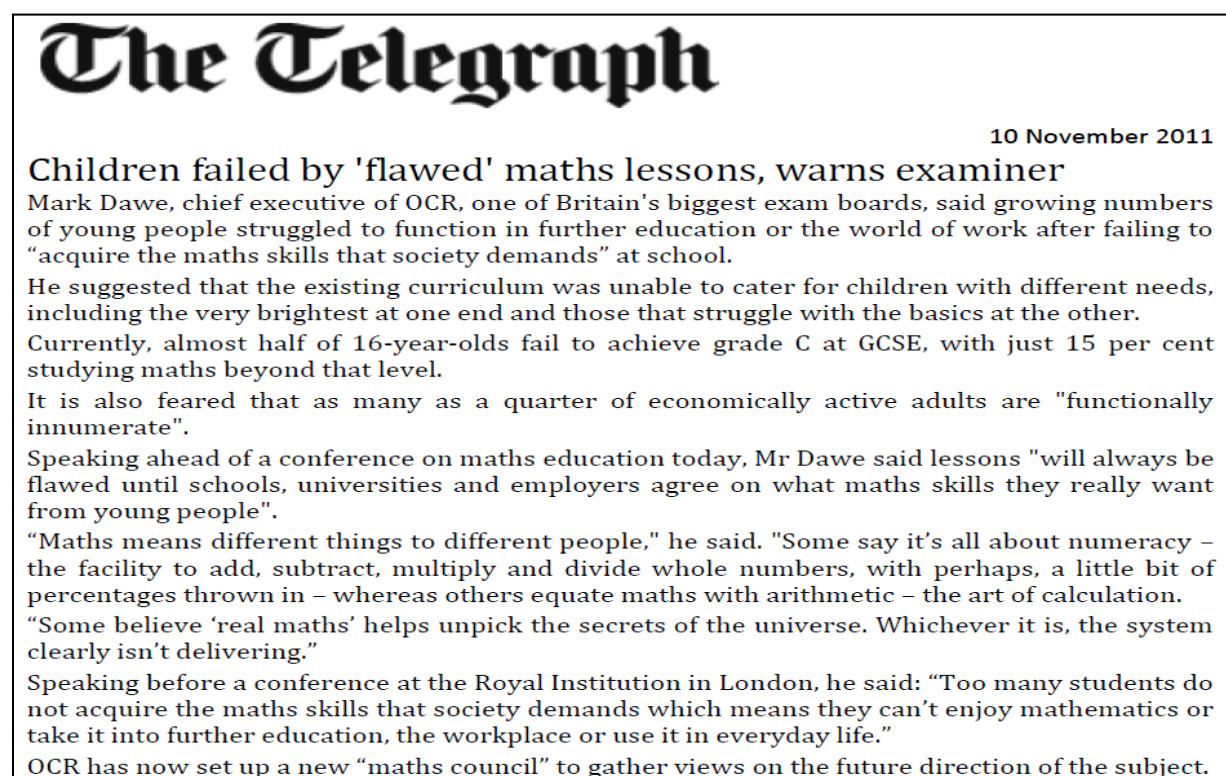 The Telegraph
10 November 2011
Children failed by 'flawed' maths lessons, warns examiner
Mark Dawe, chief executive of OCR, one of Britain's biggest exam boards, said growing numbers
of young people struggled to function in further education or the world of work after failing to
“acquire the maths skills that society demands” at school.
He suggested that the existing curriculum was unable to cater for children with different needs,
including the very brightest at one end and those that struggle with the basics at the other.
Currently, almost half of 16-year-olds fail to achieve grade C at GCSE, with just 15 per cent
studying maths beyond that level.
It is also feared that as many as a quarter of economically active adults are "functionally
innumerate".
Speaking ahead of a conference on maths education today, Mr Dawe said lessons "will always be
flawed until schools, universities and employers agree on what maths skills they really want
from young people".
“Maths means different things to different people," he said. "Some say it’s all about numeracy –
the facility to add, subtract, multiply and divide whole numbers, with perhaps, a little bit of
percentages thrown in – whereas others equate maths with arithmetic – the art of calculation.
“Some believe ‘real maths’ helps unpick the secrets of the universe. Whichever it is, the system
clearly isn’t delivering.”
Speaking before a conference at the Royal Institution in London, he said: “Too many students do
not acquire the maths skills that society demands which means they can’t enjoy mathematics or
take it into further education, the workplace or use it in everyday life.”
OCR has now set up a new “maths council” to gather views on the future direction of the subject.